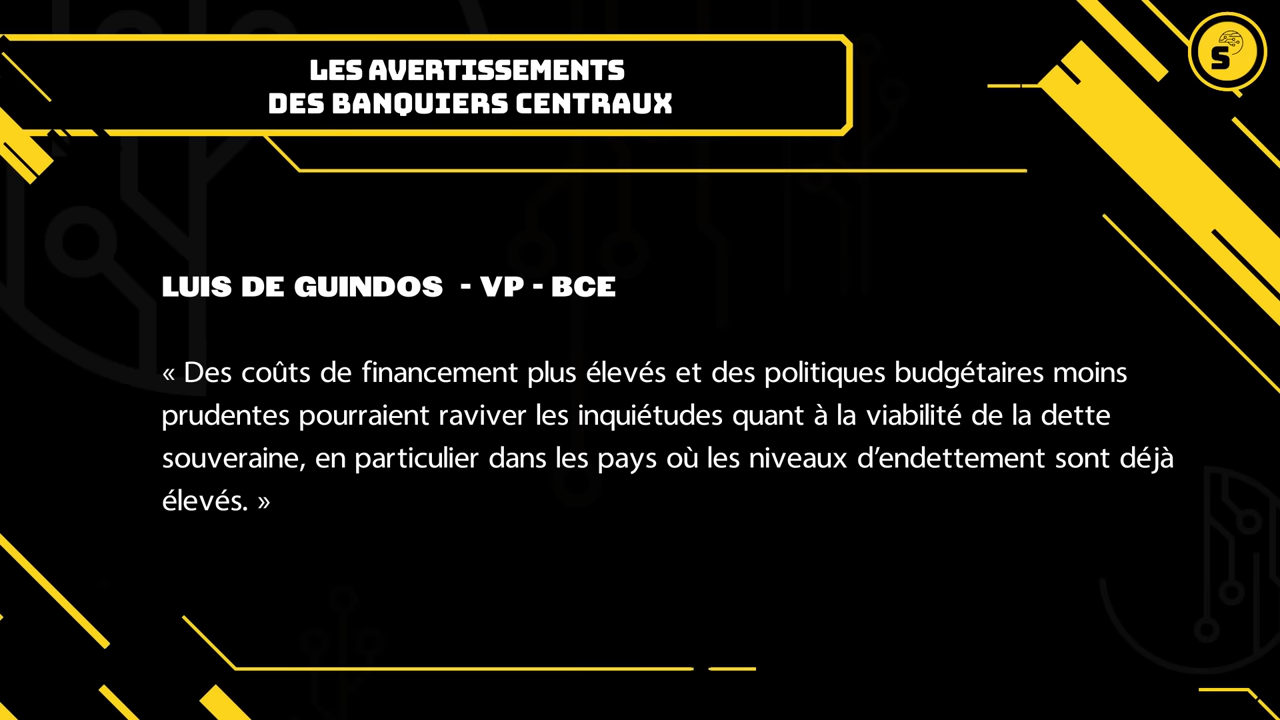 LES AVERTISSEMENTS
DES BANQUIERS CENTRAUX
S
LUIS DE GUINDOS - VP - BCE
« Des coûts de financement plus élevés et des politiques budgétaires moins
prudentes pourraient raviver les inquiétudes quant à la viabilité de la dette
souveraine, en particulier dans les pays où les niveaux d’endettement sont déjà
élevés. »